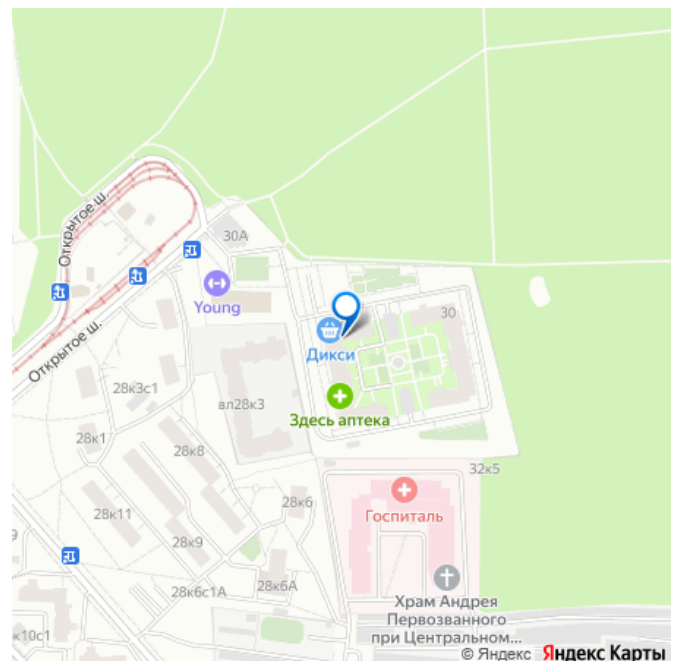 Открытое ш.
30А
Young
30
Дикси
Открытое ш.
28к3с1
вл28к3
Здесь аптека
28к1
28к8
32к5
28к11
28к6
Госпиталь
28к9
28к6с1А
28к6А
Храм Андрея
Первозванного
при Центральном...
к10с1
© Яндекс Яндекс Карты